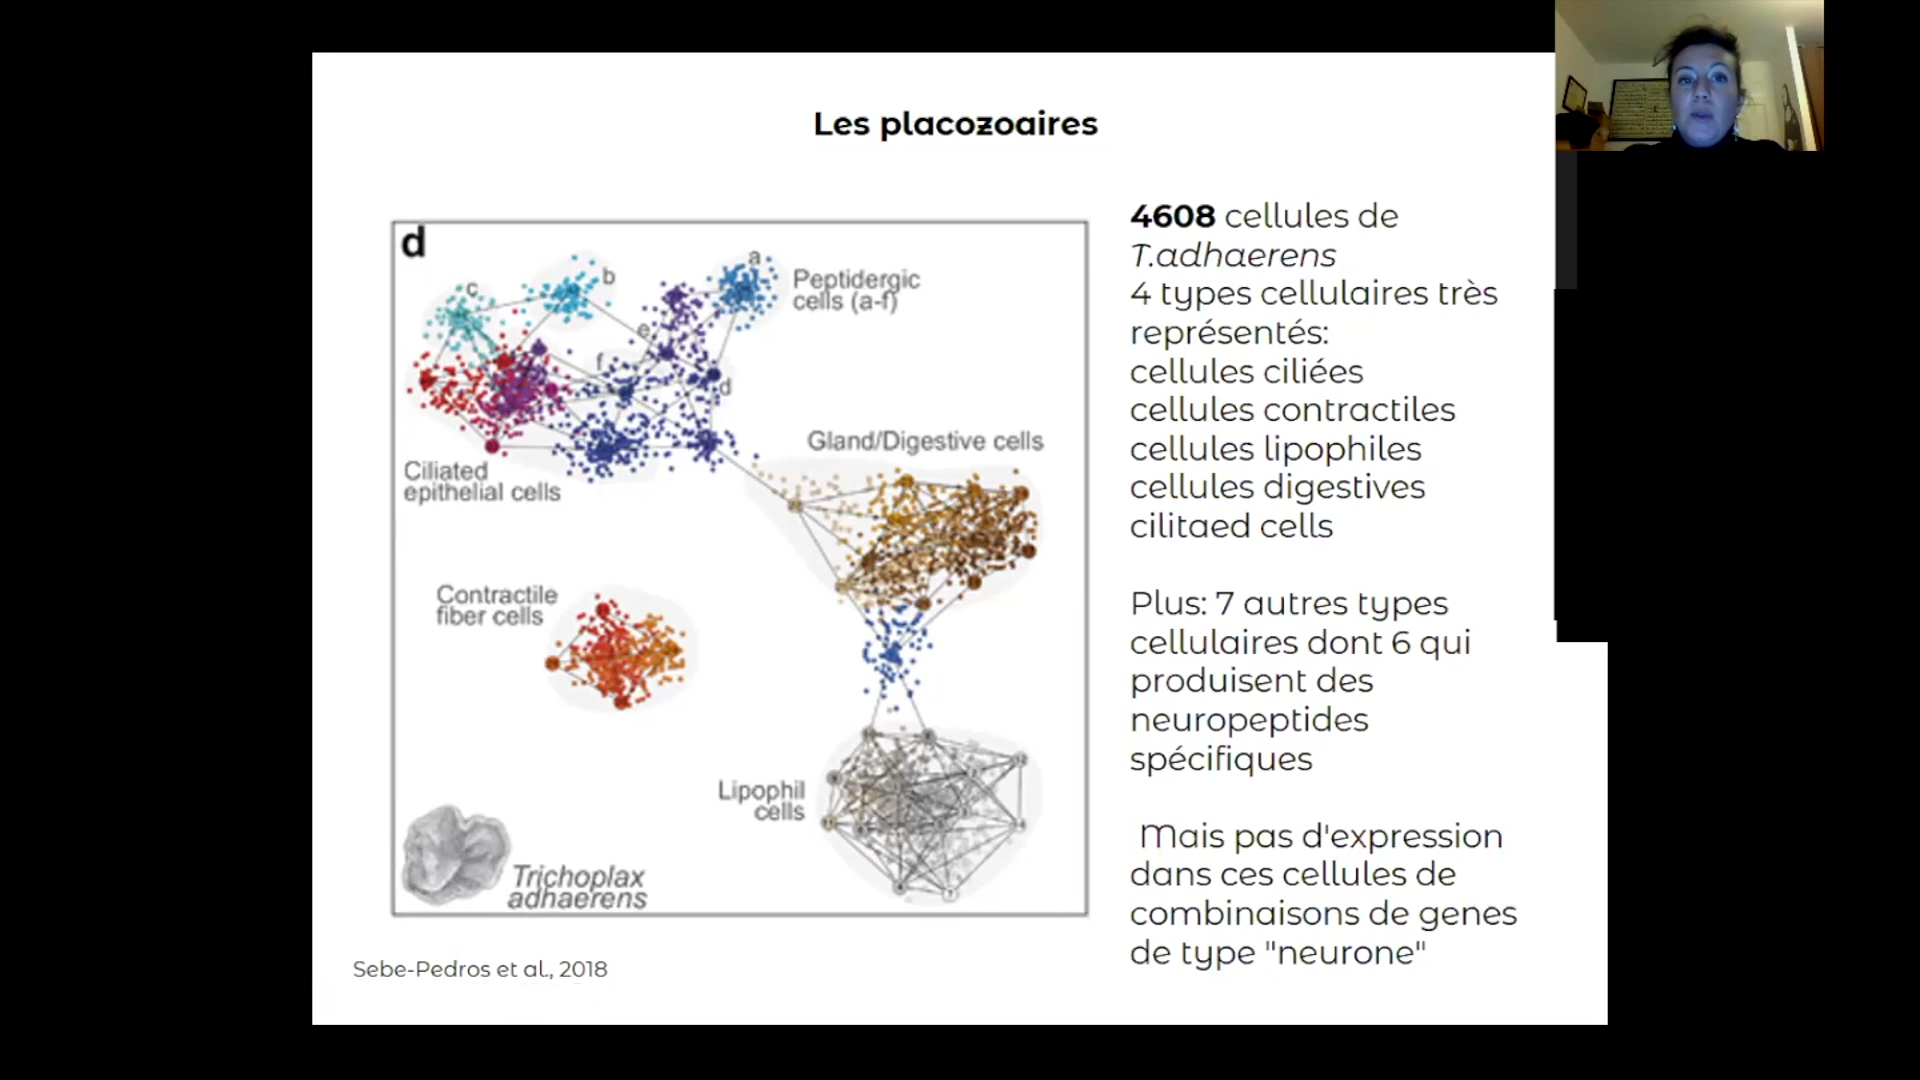 Les placozoaires
d
c
b
a
Peptidergic
cells (a-f)
e
f
d
Gland/Digestive cells
Ciliated
epithelial cells
Contractile
fiber cells
Lipophil
cells
Trichoplax
adhaerens
Sebe-Pedros et al., 2018
4608 cellules de
T.adhaerens
4 types cellulaires très
représentés:
cellules ciliées
cellules contractiles
cellules lipophiles
cellules digestives
cilitaed cells
Plus: 7 autres types
cellulaires dont 6 qui
produisent des
neuropeptides
spécifiques
Mais pas d'expression
dans ces cellules de
combinaisons de genes
de type "neurone"